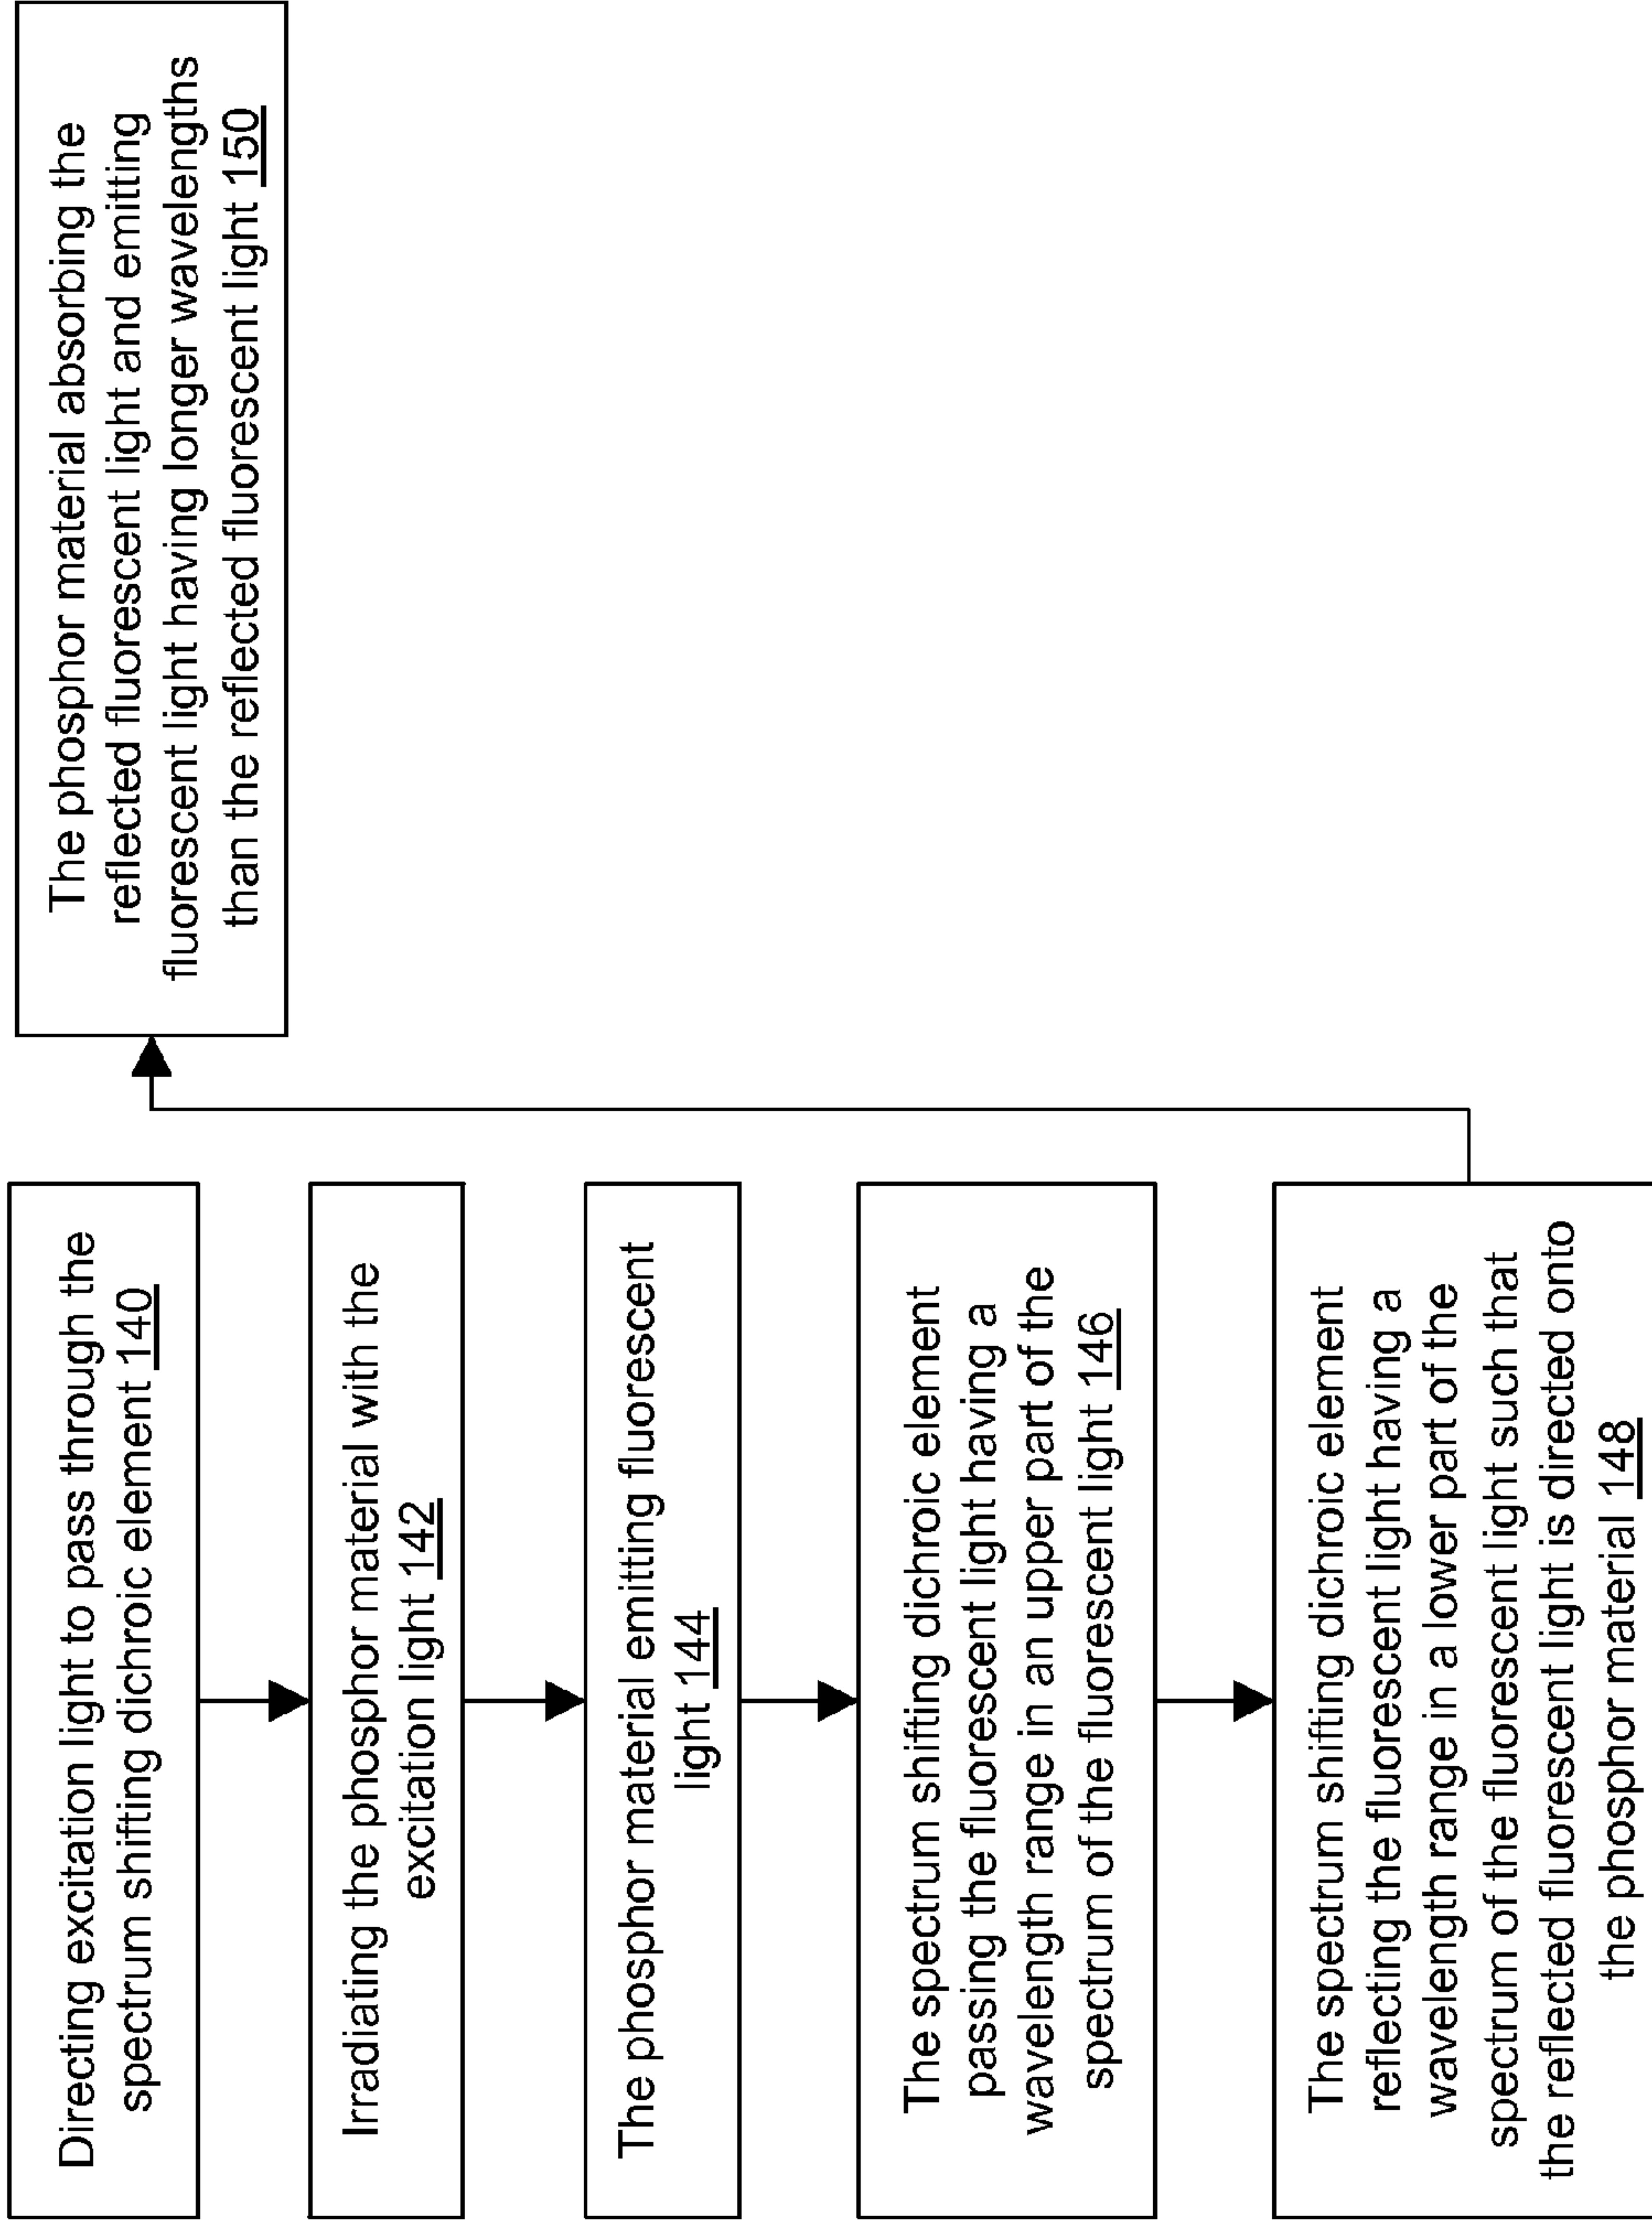 Directing excitation light to pass through the
spectrum shifting dichroic element 140
Irradiating the phosphor material with the
excitation light 142
The phosphor material emitting fluorescent
light 144
The spectrum shifting dichroic element
passing the fluorescent light having a
wavelength range in an upper part of the
spectrum of the fluorescent light 146
The spectrum shifting dichroic element
reflecting the fluorescent light having a
wavelength range in a lower part of the
spectrum of the fluorescent light such that
the reflected fluorescent light is directed onto
the phosphor material 148
The phosphor material absorbing the
reflected fluorescent light and emitting
fluorescent light having longer wavelengths
than the reflected fluorescent light 150